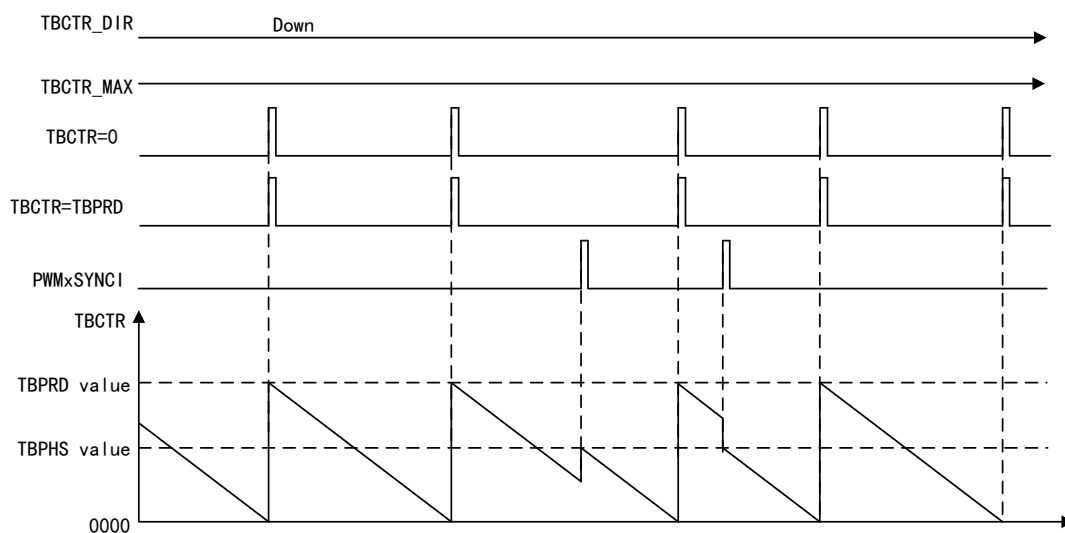 TBCTR_DIR
Down
TBCTR_MAX
TBCTR=0
TBCTR=TBPRD
PWMxSYNCI
TBCTR
TBPRD value
TBPHS value
0000